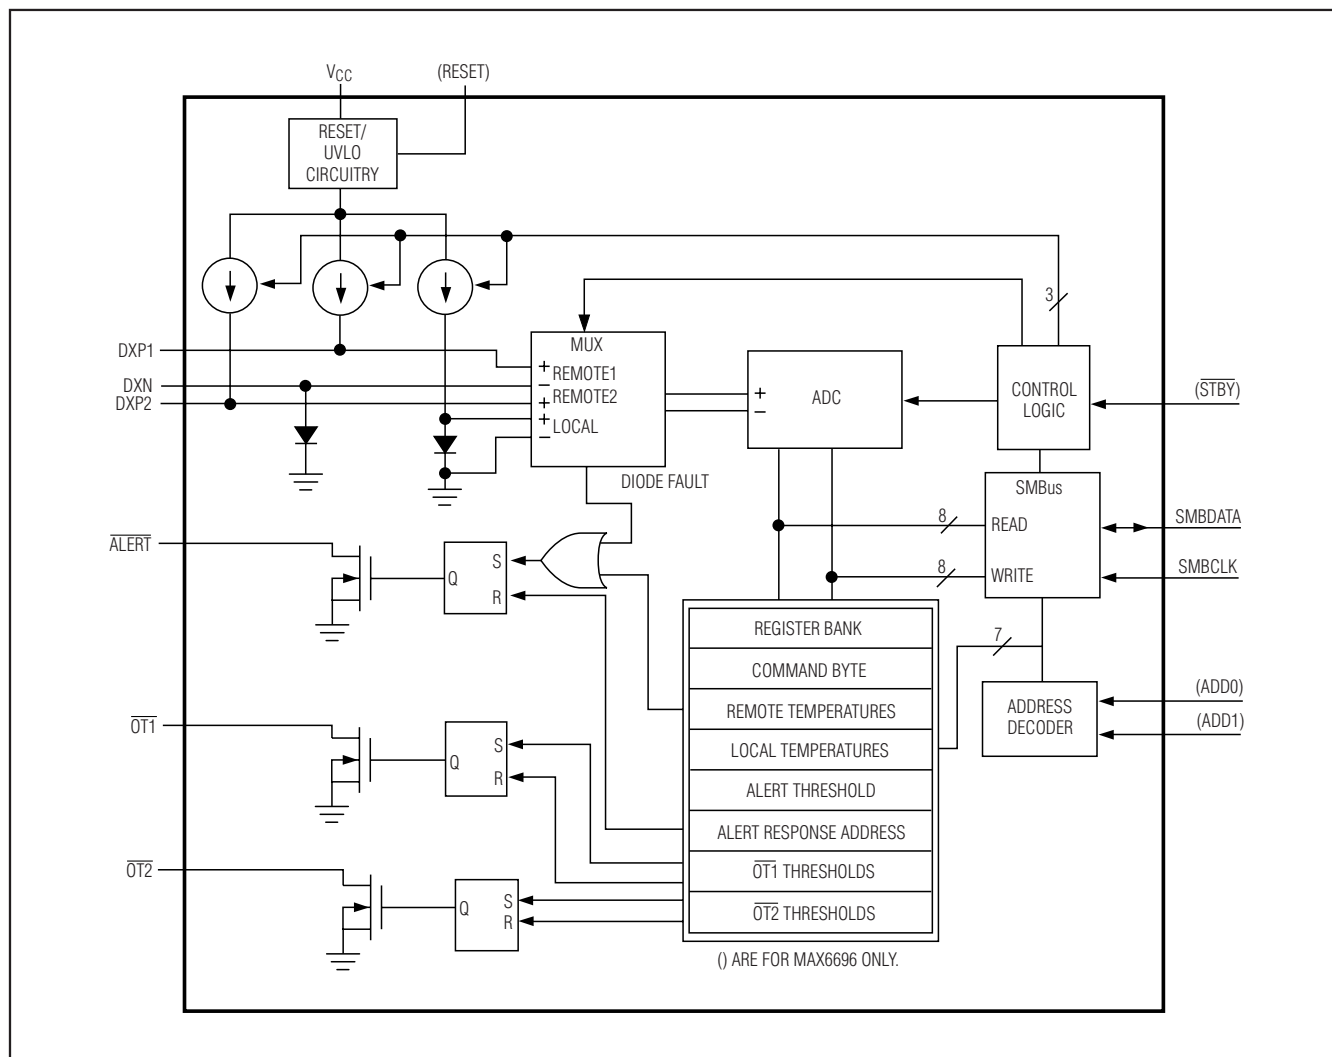 VCC
(RESET)
RESET/
UVLO
CIRCUITRY
3
DXP1
DXN
DXP2
MUX
+
REMOTE1
−
REMOTE2
+
+
LOCAL
−
DIODE FAULT
+
−
ADC
CONTROL
LOGIC
(STBY)
SMBus
READ
WRITE
8
8
SMBDATA
SMBCLK
7
ADDRESS
DECODER
(ADD0)
(ADD1)
ALERT
Q
S
R
OT1
Q
S
R
OT2
Q
S
R
REGISTER BANK
COMMAND BYTE
REMOTE TEMPERATURES
LOCAL TEMPERATURES
ALERT THRESHOLD
ALERT RESPONSE ADDRESS
OT1 THRESHOLDS
OT2 THRESHOLDS
() ARE FOR MAX6696 ONLY.